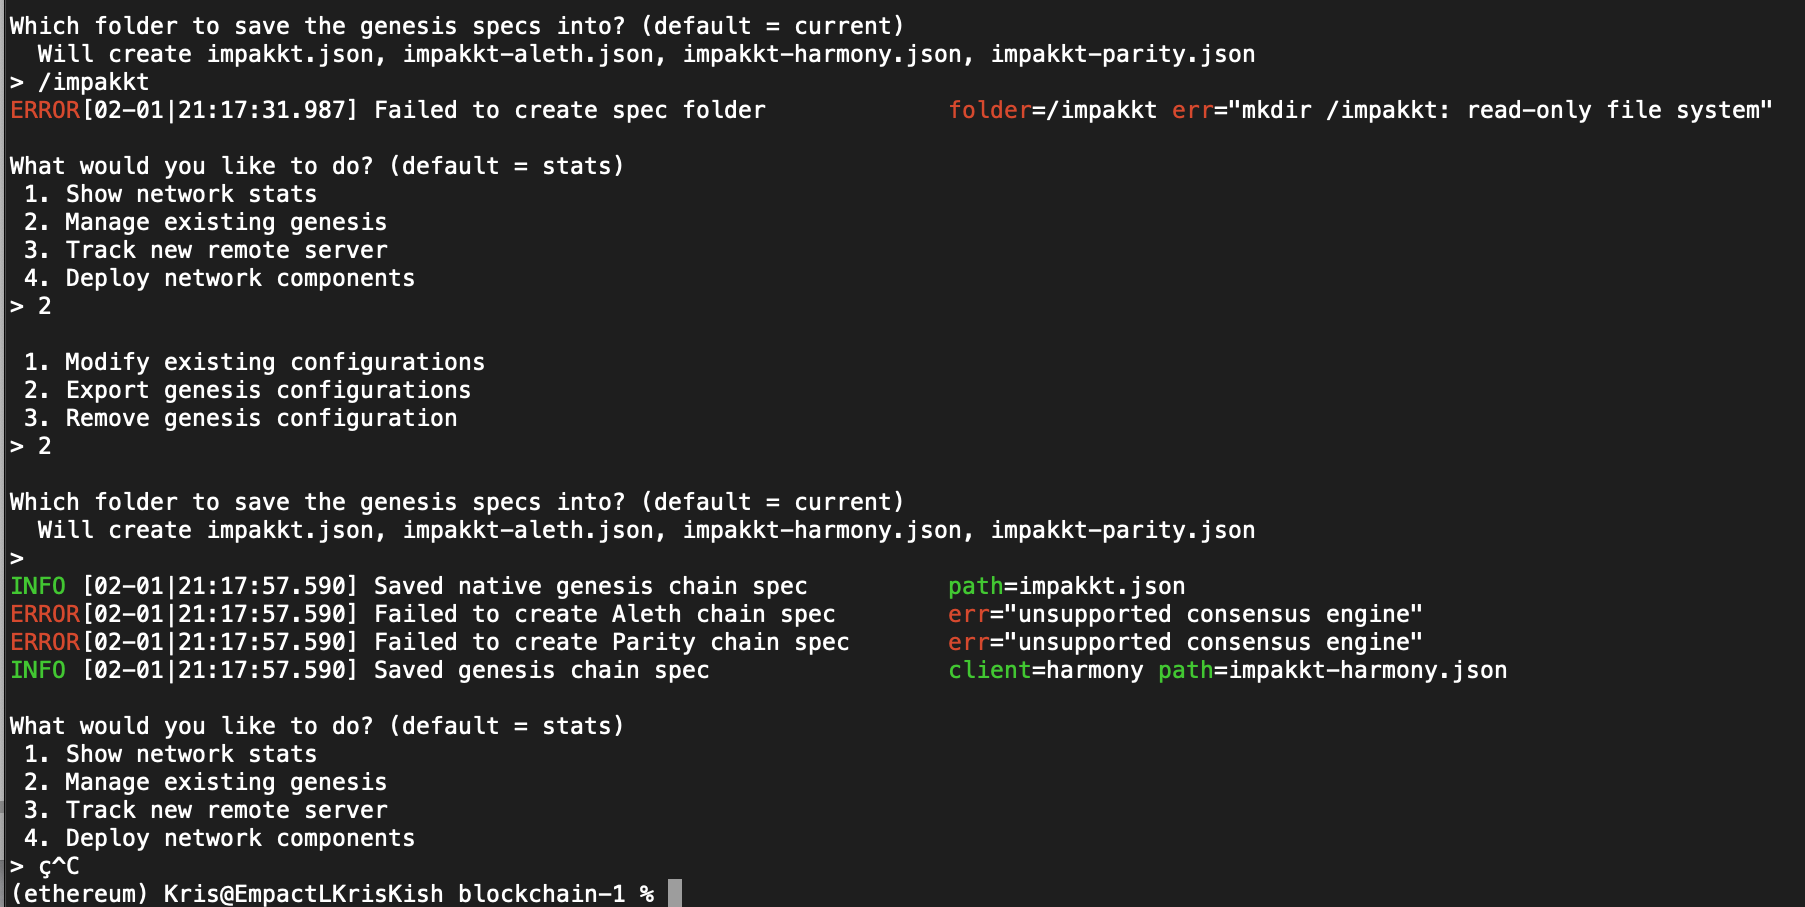 Which folder to save the genesis specs into? (default = current)
  Will create impakkt.json, impakkt-aleth.json, impakkt-harmony.json, impakkt-parity.json
> /impakkt
ERROR[02-01|21:17:31.987] Failed to create spec folder             folder=/impakkt err="mkdir /impakkt: read-only file system"

What would you like to do? (default = stats)
 1. Show network stats
 2. Manage existing genesis
 3. Track new remote server
 4. Deploy network components
> 2

 1. Modify existing configurations
 2. Export genesis configurations
 3. Remove genesis configuration
> 2

Which folder to save the genesis specs into? (default = current)
  Will create impakkt.json, impakkt-aleth.json, impakkt-harmony.json, impakkt-parity.json
>
INFO [02-01|21:17:57.590] Saved native genesis chain spec          path=impakkt.json
ERROR[02-01|21:17:57.590] Failed to create Aleth chain spec        err="unsupported consensus engine"
ERROR[02-01|21:17:57.590] Failed to create Parity chain spec       err="unsupported consensus engine"
INFO [02-01|21:17:57.590] Saved genesis chain spec                 client=harmony path=impakkt-harmony.json

What would you like to do? (default = stats)
 1. Show network stats
 2. Manage existing genesis
 3. Track new remote server
 4. Deploy network components
> ç^C
(ethereum) Kris@EmpactLKrisKish blockchain-1 %